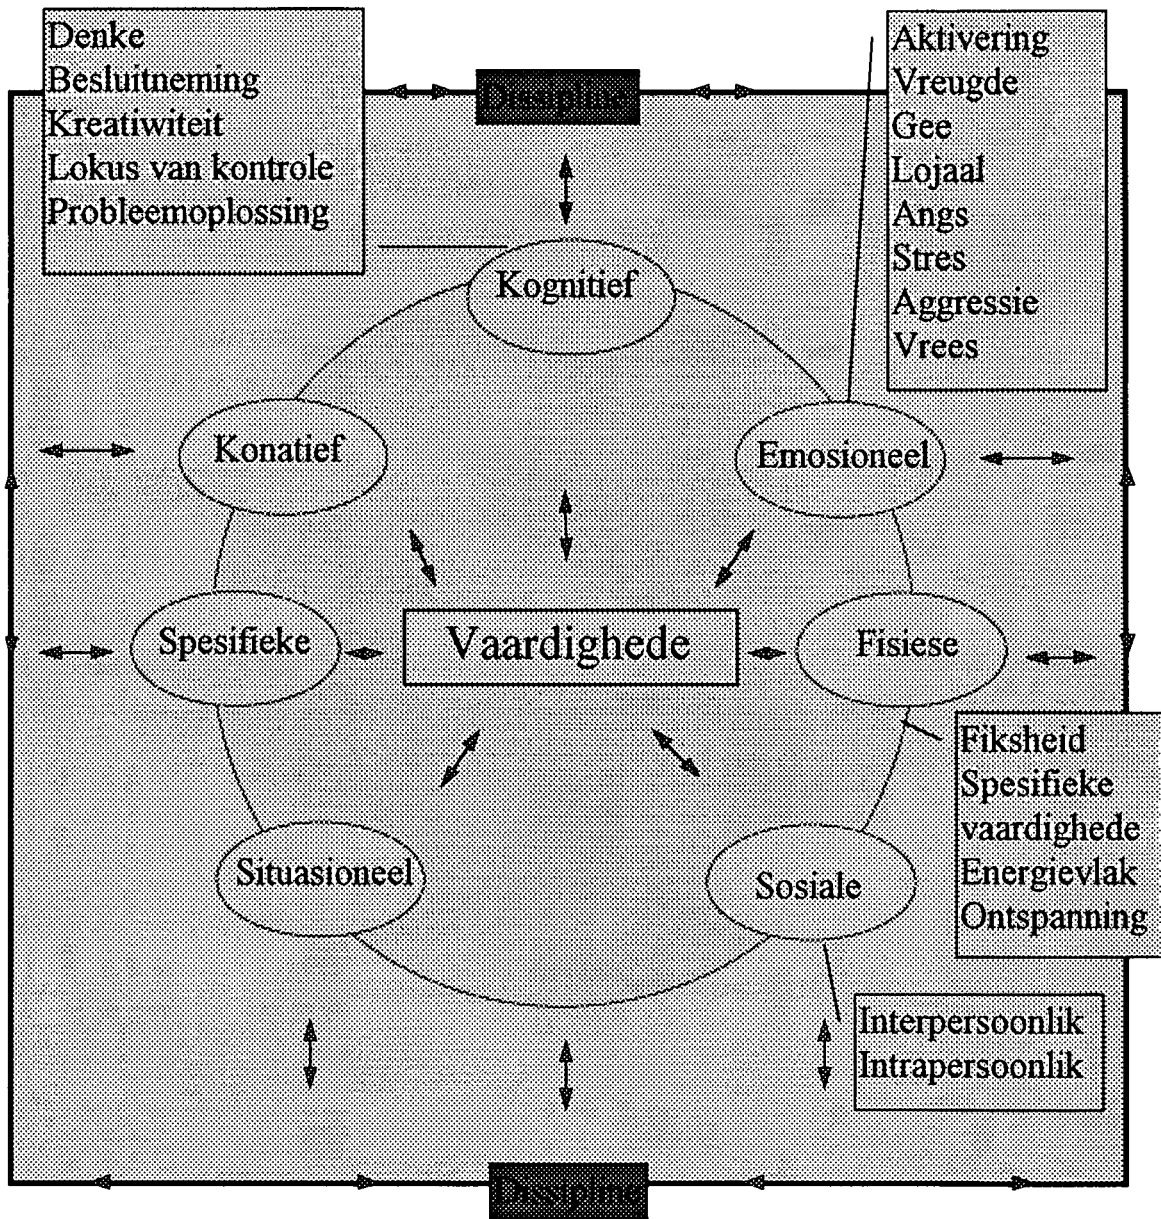 Denke
Besluitneming
Kreatiwiteit
Lokus van kontrole
Probleemoplossing
Dissipline
Aktivering
Vreugde
Gee
Lojaal
Angs
Stres
Aggressie
Vrees
Kognitief
Konatief
Emosioneel
Spesifieke
Vaardighede
Fisiese
Fiksheid
Spesifieke
vaardighede
Energievlak
Ontspanning
Situasioneel
Sosiale
Interpersoonlik
Intrapersoonlik
Dissipline